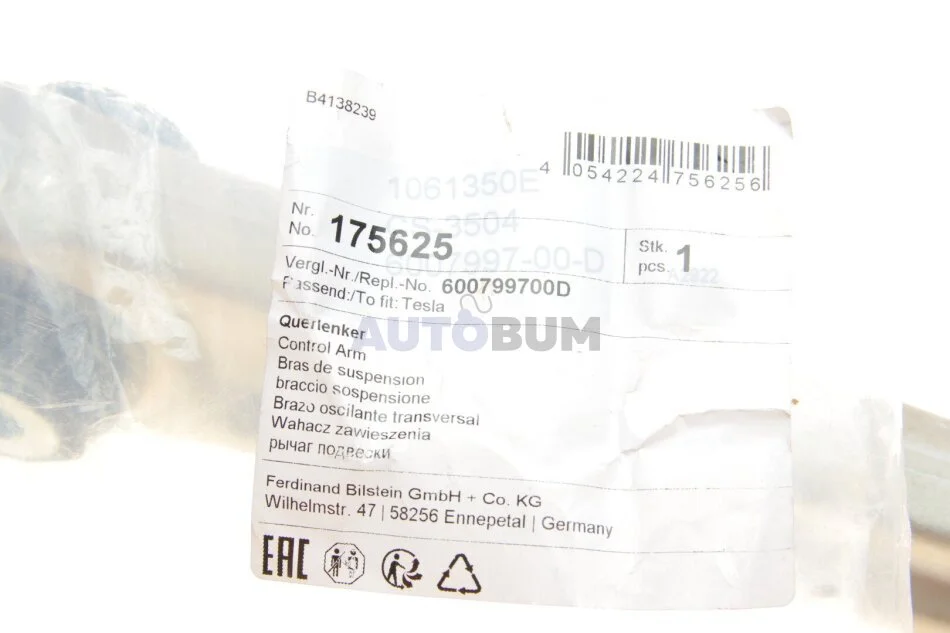 B4138239
4 054224 756256
1061350E
CS-3504
6007997-00-D
Nr.
No. 175625
Stk.
pcs. 1
Vergl.-Nr./Repl.-No. 600799700D
Passend:/To fit: Tesla
AUTOBUM
Querlenker
Control Arm
Bras de suspension
braccio sospensione
Brazo oscilante transversal
Wahacz zawieszenia
рычаг подвески
Ferdinand Bilstein GmbH + Co. KG
Wilhelmstr. 47 | 58256 Ennepetal | Germany
EAC